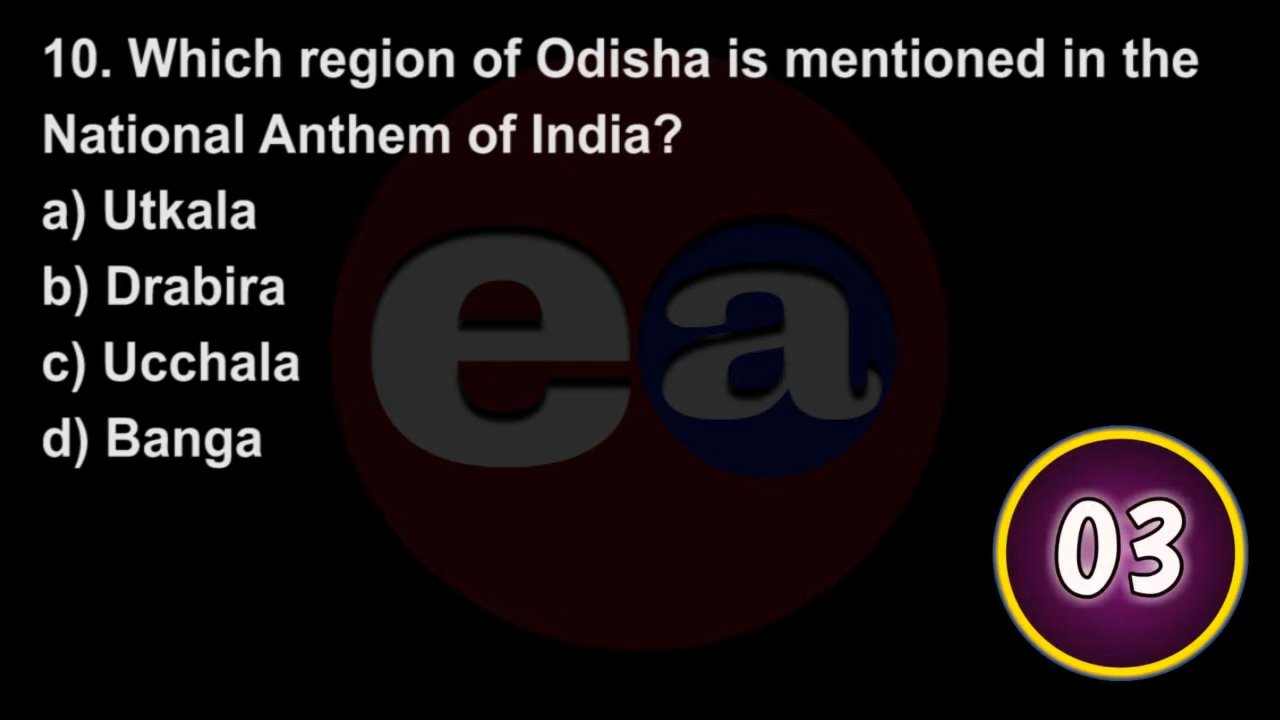 10. Which region of Odisha is mentioned in the
National Anthem of India?
a) Utkala
b) Drabira
c) Ucchala
d) Banga
ea
03